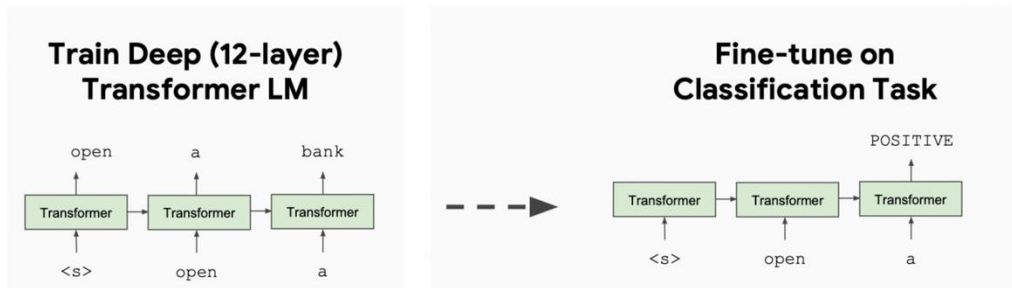 Train Deep (12-layer)
Transformer LM
open a bank
Transformer Transformer Transformer
<s> open a
Fine-tune on
Classification Task
POSITIVE
Transformer Transformer Transformer
<s> open a